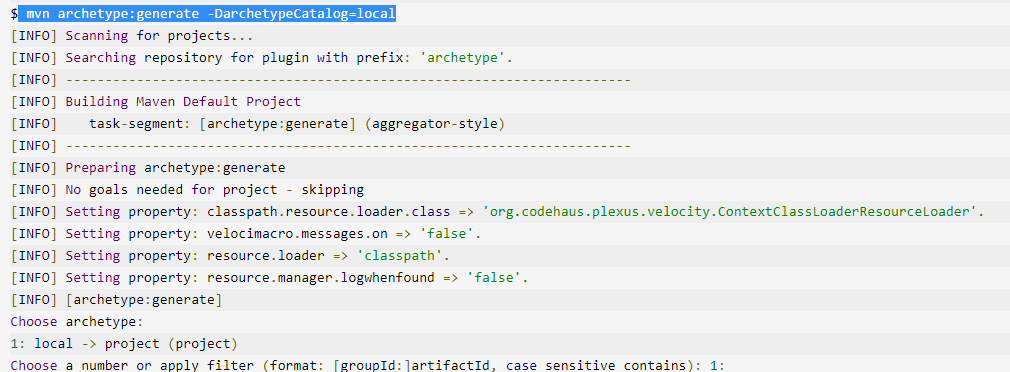 $ mvn archetype:generate -DarchetypeCatalog=local
[INFO] Scanning for projects...
[INFO] Searching repository for plugin with prefix: 'archetype'.
[INFO] ------------------------------------------------------------------------
[INFO] Building Maven Default Project
[INFO]    task-segment: [archetype:generate] (aggregator-style)
[INFO] ------------------------------------------------------------------------
[INFO] Preparing archetype:generate
[INFO] No goals needed for project - skipping
[INFO] Setting property: classpath.resource.loader.class => 'org.codehaus.plexus.velocity.ContextClassLoaderResourceLoader'.
[INFO] Setting property: velocimacro.messages.on => 'false'.
[INFO] Setting property: resource.loader => 'classpath'.
[INFO] Setting property: resource.manager.logwhenfound => 'false'.
[INFO] [archetype:generate]
Choose archetype:
1: local -> project (project)
Choose a number or apply filter (format: [groupId:]artifactId, case sensitive contains): 1: